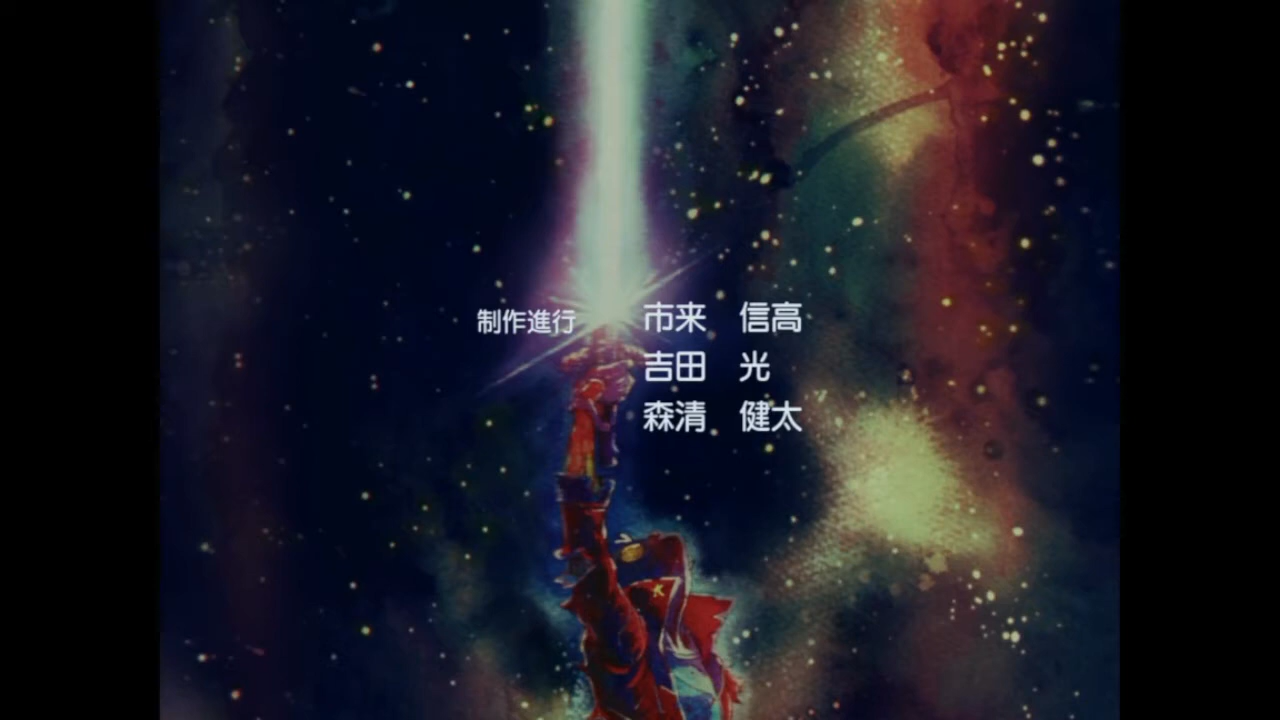 制作進行 市来 信高
吉田 光
森清 健太